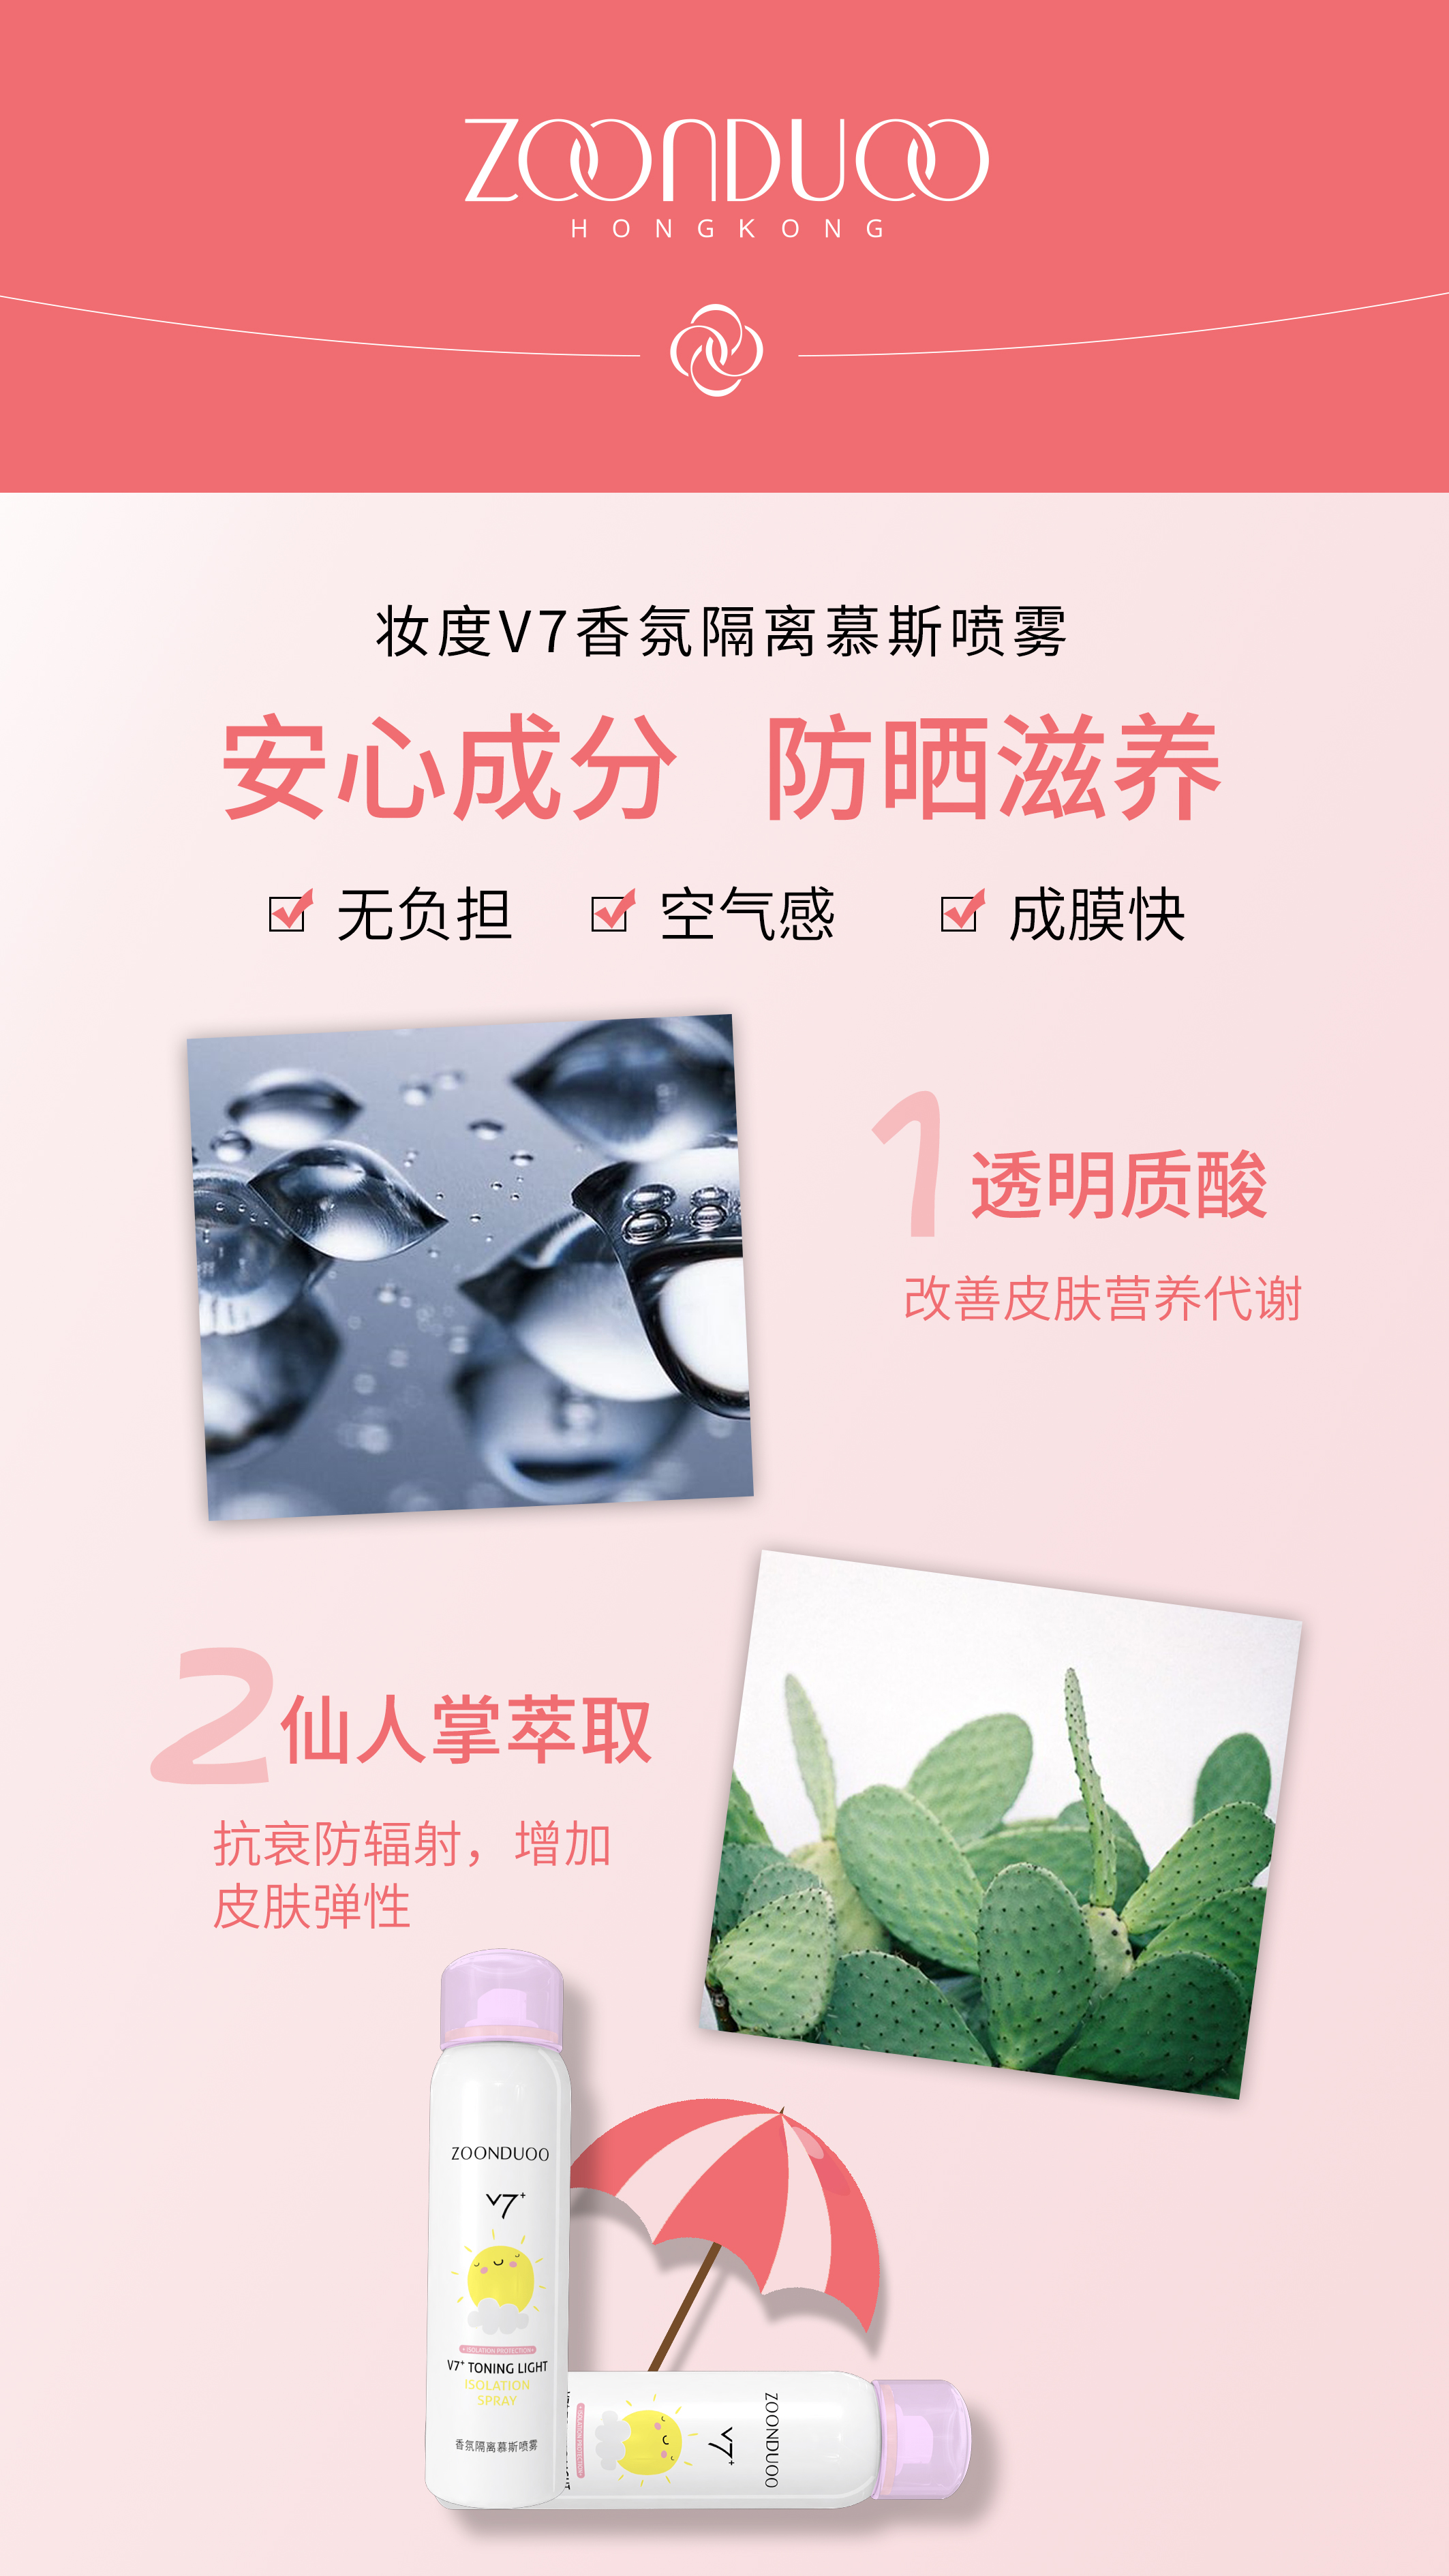 ZOONDUOO
HONGKONG
妆度V7香氛隔离慕斯喷雾
安心成分 防晒滋养
无负担 空气感 成膜快
1 透明质酸
改善皮肤营养代谢
2 仙人掌萃取
抗衰防辐射，增加
皮肤弹性
ZOONDUOO
V7+
ISOLATION PROTECTION
V7+ TONING LIGHT
ISOLATION
SPRAY
香氛隔离慕斯喷雾
ZOONDUOO
V7+
ISOLATION PROTECTION